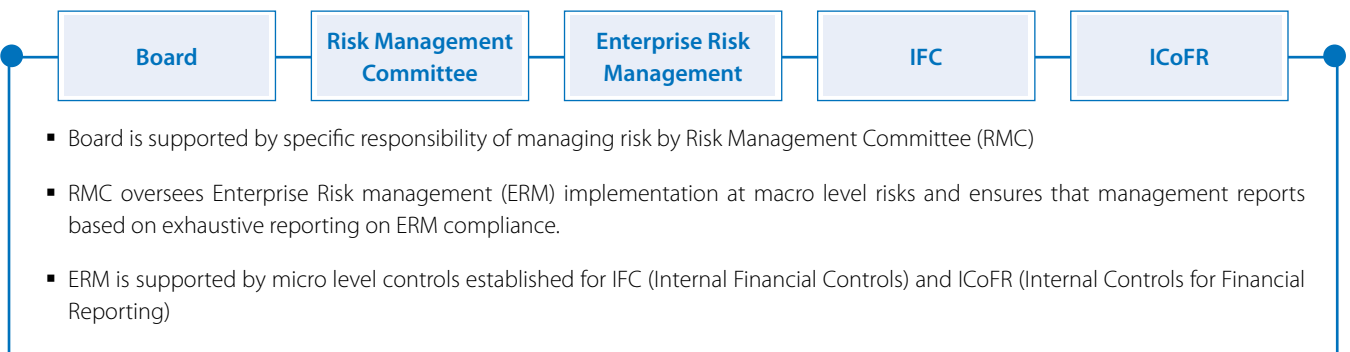 Board
Risk Management
Committee
Enterprise Risk
Management
IFC
ICoFR
▪ Board is supported by specific responsibility of managing risk by Risk Management Committee (RMC)
▪ RMC oversees Enterprise Risk management (ERM) implementation at macro level risks and ensures that management reports
based on exhaustive reporting on ERM compliance.
▪ ERM is supported by micro level controls established for IFC (Internal Financial Controls) and ICoFR (Internal Controls for Financial
Reporting)